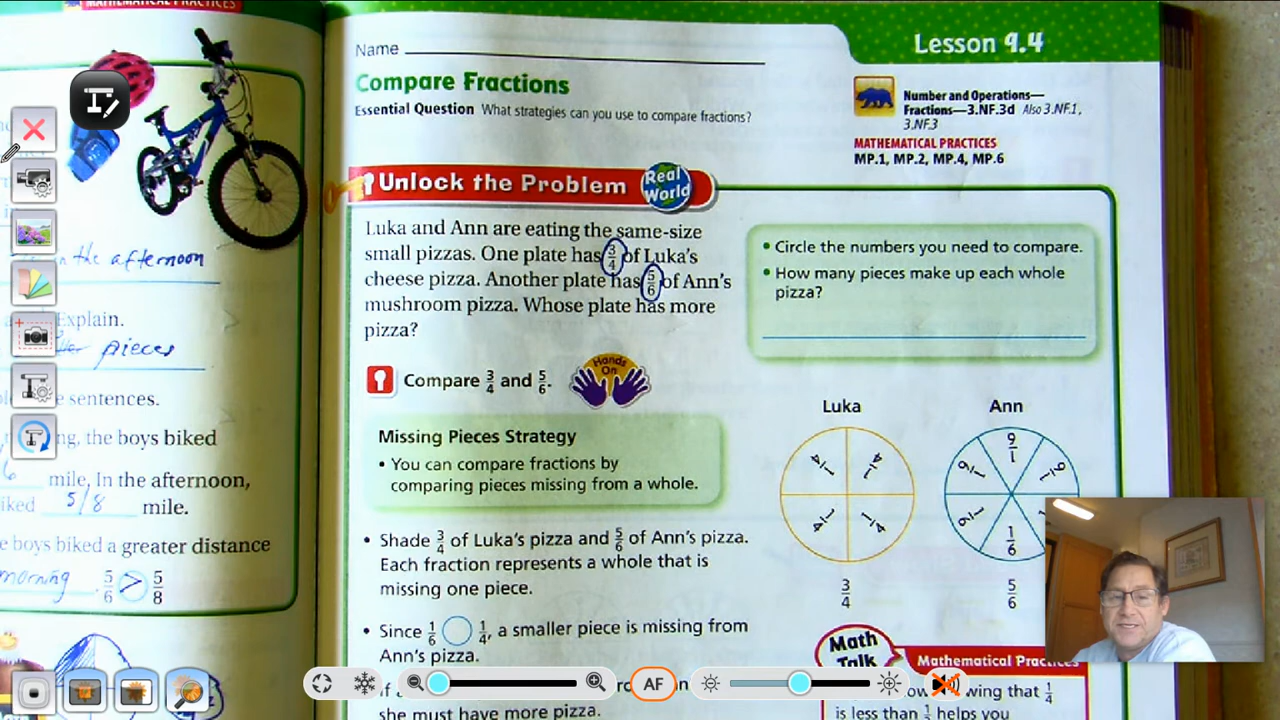 MATHEMATICAL PRACTICES
the afternoon
Explain.
pieces
e sentences.
ng, the boys biked
6 mile, In the afternoon,
iked 5/8 mile.
e boys biked a greater distance
morning 5/6 > 5/8
Lesson 9.4
Name
Compare Fractions
Essential Question What strategies can you use to compare fractions?
Number and Operations—
Fractions—3.NF.3d Also 3.NF.1,
3.NF.3
MATHEMATICAL PRACTICES
MP.1, MP.2, MP.4, MP.6
Unlock the Problem Real World
Luka and Ann are eating the same-size
small pizzas. One plate has 3/4 of Luka's
cheese pizza. Another plate has 5/6 of Ann's
mushroom pizza. Whose plate has more
pizza?
• Circle the numbers you need to compare.
• How many pieces make up each whole
pizza?
Compare 3/4 and 5/6.
Hands On
Missing Pieces Strategy
• You can compare fractions by
comparing pieces missing from a whole.
Luka
1/4 1/4
1/4 1/4
3/4
Ann
1/6 1/6 1/6
1/6 1/6
5/6
• Shade 3/4 of Luka's pizza and 5/6 of Ann's pizza.
Each fraction represents a whole that is
missing one piece.
• Since 1/6 ◯ 1/4, a smaller piece is missing from
Ann's pizza.
she must have more pizza.
Math Talk
Mathematical Practices
wing that 1/4
is less than helps you
AF